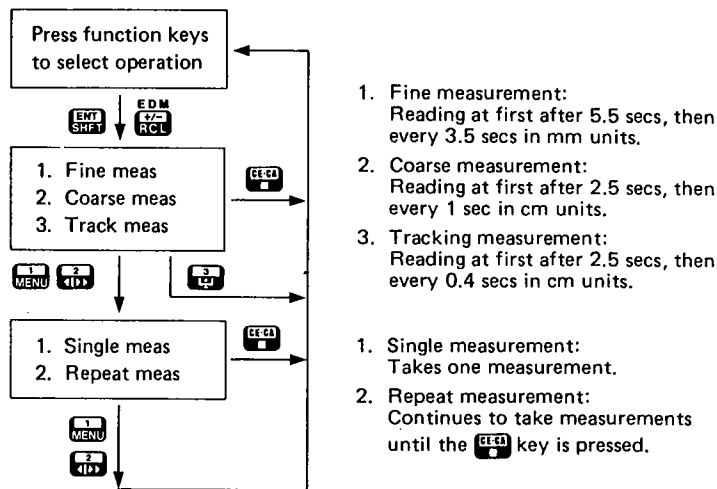 Press function keys
to select operation
ENT
SHFT
EDM
+/−
RCL
1. Fine meas
2. Coarse meas
3. Track meas
CE·CA
1
MENU
2
3
1. Single meas
2. Repeat meas
CE·CA
1
MENU
2
1. Fine measurement:
Reading at first after 5.5 secs, then
every 3.5 secs in mm units.
2. Coarse measurement:
Reading at first after 2.5 secs, then
every 1 sec in cm units.
3. Tracking measurement:
Reading at first after 2.5 secs, then
every 0.4 secs in cm units.
1. Single measurement:
Takes one measurement.
2. Repeat measurement:
Continues to take measurements
until the CE·CA key is pressed.